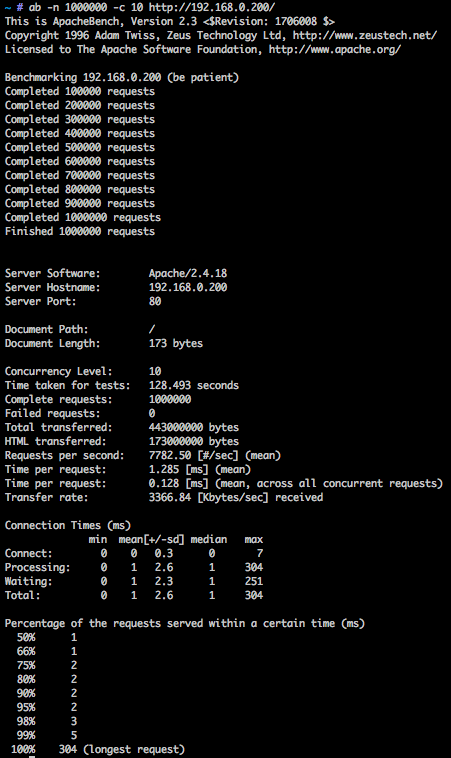 ~ # ab -n 1000000 -c 10 http://192.168.0.200/
This is ApacheBench, Version 2.3 <$Revision: 1706008 $>
Copyright 1996 Adam Twiss, Zeus Technology Ltd, http://www.zeustech.net/
Licensed to The Apache Software Foundation, http://www.apache.org/

Benchmarking 192.168.0.200 (be patient)
Completed 100000 requests
Completed 200000 requests
Completed 300000 requests
Completed 400000 requests
Completed 500000 requests
Completed 600000 requests
Completed 700000 requests
Completed 800000 requests
Completed 900000 requests
Completed 1000000 requests
Finished 1000000 requests


Server Software:        Apache/2.4.18
Server Hostname:        192.168.0.200
Server Port:            80

Document Path:          /
Document Length:        173 bytes

Concurrency Level:      10
Time taken for tests:   128.493 seconds
Complete requests:      1000000
Failed requests:        0
Total transferred:      443000000 bytes
HTML transferred:       173000000 bytes
Requests per second:    7782.50 [#/sec] (mean)
Time per request:       1.285 [ms] (mean)
Time per request:       0.128 [ms] (mean, across all concurrent requests)
Transfer rate:          3366.84 [Kbytes/sec] received

Connection Times (ms)
              min  mean[+/-sd] median   max
Connect:        0    0   0.3      0       7
Processing:     0    1   2.6      1     304
Waiting:        0    1   2.3      1     251
Total:          0    1   2.6      1     304

Percentage of the requests served within a certain time (ms)
  50%      1
  66%      1
  75%      2
  80%      2
  90%      2
  95%      2
  98%      3
  99%      5
 100%    304 (longest request)